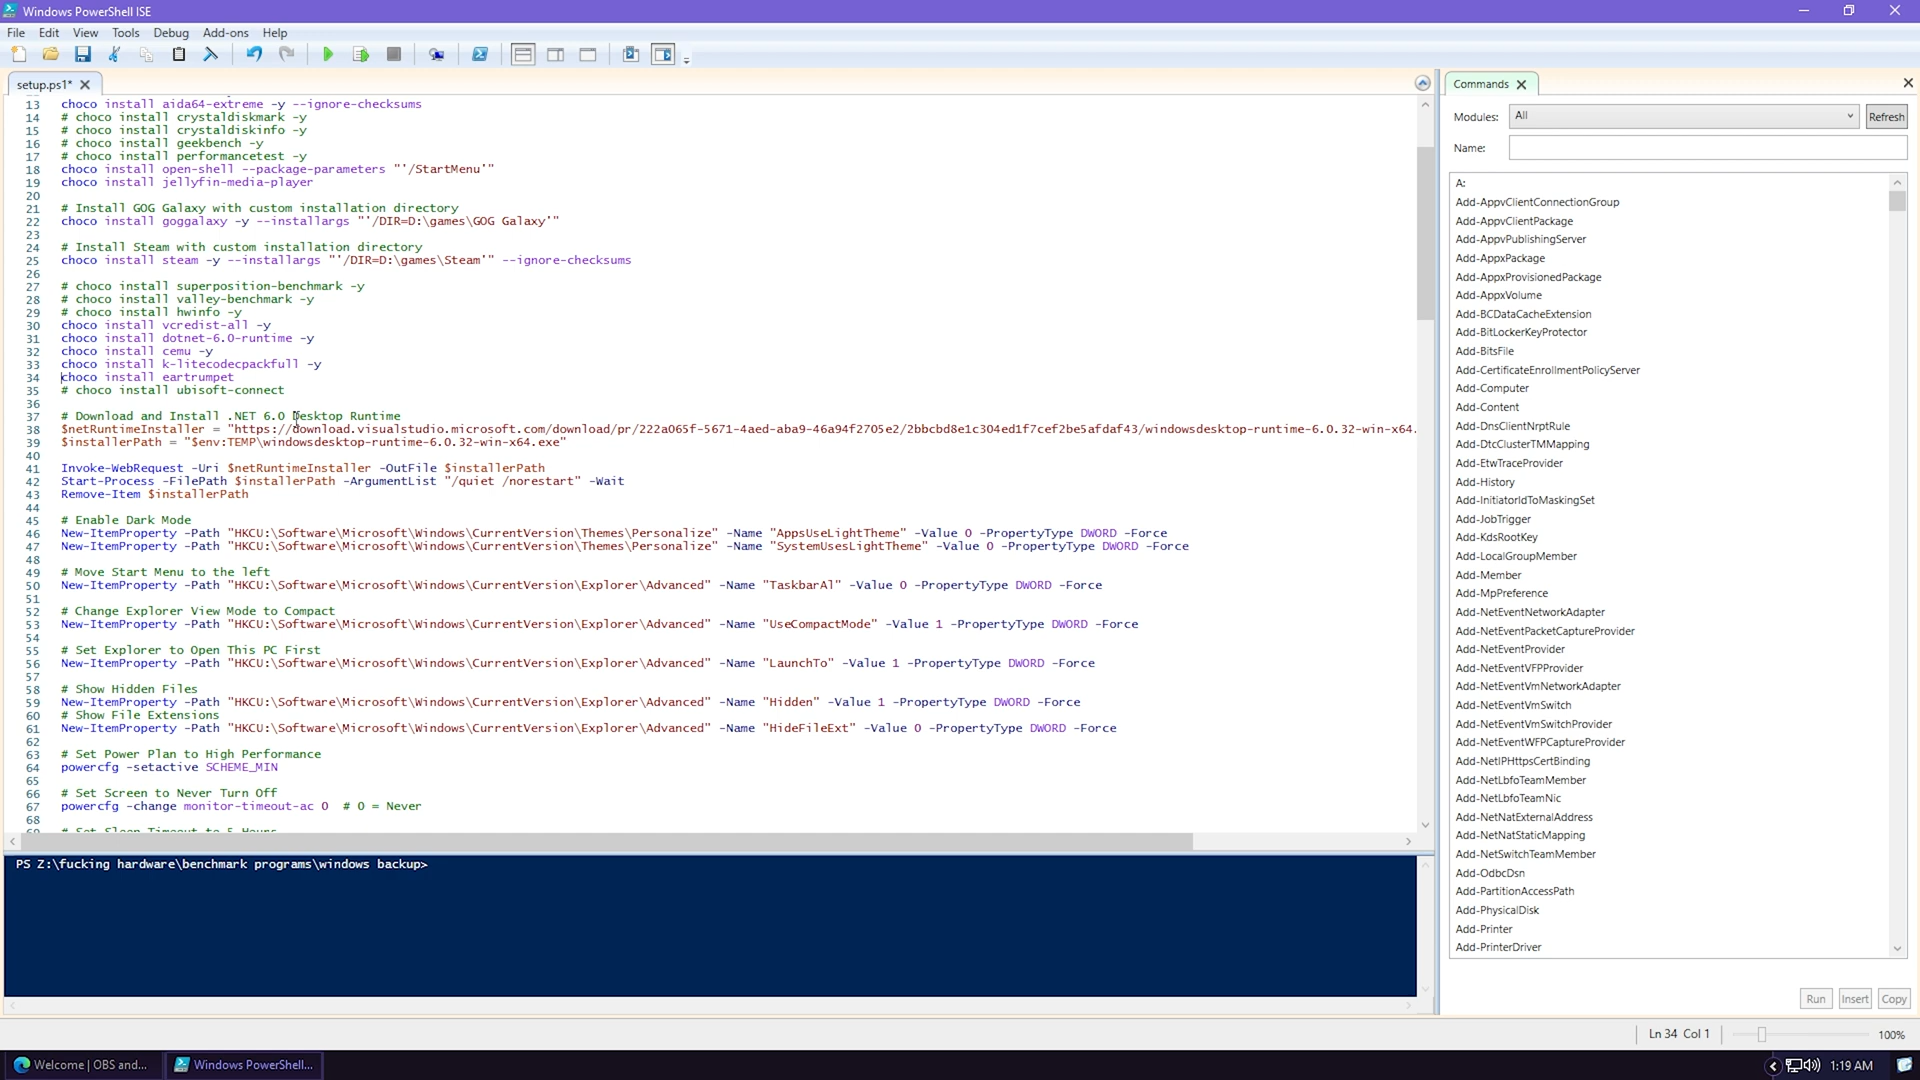 Windows PowerShell ISE
File Edit View Tools Debug Add-ons Help
setup.ps1*
13 choco install aida64-extreme -y --ignore-checksums
14 # choco install crystaldiskmark -y
15 # choco install crystaldiskinfo -y
16 # choco install geekbench -y
17 # choco install performancetest -y
18 choco install open-shell --package-parameters "'/StartMenu'"
19 choco install jellyfin-media-player
20
21 # Install GOG Galaxy with custom installation directory
22 choco install goggalaxy -y --installargs "'/DIR=D:\games\GOG Galaxy'"
23
24 # Install Steam with custom installation directory
25 choco install steam -y --installargs "'/DIR=D:\games\Steam'" --ignore-checksums
26
27 # choco install superposition-benchmark -y
28 # choco install valley-benchmark -y
29 # choco install hwinfo -y
30 choco install vcredist-all -y
31 choco install dotnet-6.0-runtime -y
32 choco install cemu -y
33 choco install k-litecodecpackfull -y
34 choco install eartrumpet
35 # choco install ubisoft-connect
36
37 # Download and Install .NET 6.0 Desktop Runtime
38 $netRuntimeInstaller = "https://download.visualstudio.microsoft.com/download/pr/222a065f-5671-4aed-aba9-46a94f2705e2/2bbcbd8e1c304ed1f7cef2be5afdaf43/windowsdesktop-runtime-6.0.32-win-x64.
39 $installerPath = "$env:TEMP\windowsdesktop-runtime-6.0.32-win-x64.exe"
40
41 Invoke-WebRequest -Uri $netRuntimeInstaller -OutFile $installerPath
42 Start-Process -FilePath $installerPath -ArgumentList "/quiet /norestart" -Wait
43 Remove-Item $installerPath
44
45 # Enable Dark Mode
46 New-ItemProperty -Path "HKCU:\Software\Microsoft\Windows\CurrentVersion\Themes\Personalize" -Name "AppsUseLightTheme" -Value 0 -PropertyType DWORD -Force
47 New-ItemProperty -Path "HKCU:\Software\Microsoft\Windows\CurrentVersion\Themes\Personalize" -Name "SystemUsesLightTheme" -Value 0 -PropertyType DWORD -Force
48
49 # Move Start Menu to the left
50 New-ItemProperty -Path "HKCU:\Software\Microsoft\Windows\CurrentVersion\Explorer\Advanced" -Name "TaskbarAl" -Value 0 -PropertyType DWORD -Force
51
52 # Change Explorer View Mode to Compact
53 New-ItemProperty -Path "HKCU:\Software\Microsoft\Windows\CurrentVersion\Explorer\Advanced" -Name "UseCompactMode" -Value 1 -PropertyType DWORD -Force
54
55 # Set Explorer to Open This PC First
56 New-ItemProperty -Path "HKCU:\Software\Microsoft\Windows\CurrentVersion\Explorer\Advanced" -Name "LaunchTo" -Value 1 -PropertyType DWORD -Force
57
58 # Show Hidden Files
59 New-ItemProperty -Path "HKCU:\Software\Microsoft\Windows\CurrentVersion\Explorer\Advanced" -Name "Hidden" -Value 1 -PropertyType DWORD -Force
60 # Show File Extensions
61 New-ItemProperty -Path "HKCU:\Software\Microsoft\Windows\CurrentVersion\Explorer\Advanced" -Name "HideFileExt" -Value 0 -PropertyType DWORD -Force
62
63 # Set Power Plan to High Performance
64 powercfg -setactive SCHEME_MIN
65
66 # Set Screen to Never Turn Off
67 powercfg -change monitor-timeout-ac 0 # 0 = Never
68
69 # Set Sleep Timeout to 5 Hours
PS Z:\fucking hardware\benchmark programs\windows backup>
Commands
Modules: All Refresh
Name:
A:
Add-AppvClientConnectionGroup
Add-AppvClientPackage
Add-AppvPublishingServer
Add-AppxPackage
Add-AppxProvisionedPackage
Add-AppxVolume
Add-BCDataCacheExtension
Add-BitLockerKeyProtector
Add-BitsFile
Add-CertificateEnrollmentPolicyServer
Add-Computer
Add-Content
Add-DnsClientNrptRule
Add-DtcClusterTMMapping
Add-EtwTraceProvider
Add-History
Add-InitiatorIdToMaskingSet
Add-JobTrigger
Add-KdsRootKey
Add-LocalGroupMember
Add-Member
Add-MpPreference
Add-NetEventNetworkAdapter
Add-NetEventPacketCaptureProvider
Add-NetEventProvider
Add-NetEventVFPProvider
Add-NetEventVmNetworkAdapter
Add-NetEventVmSwitch
Add-NetEventVmSwitchProvider
Add-NetEventWFPCaptureProvider
Add-NetIPHttpsCertBinding
Add-NetLbfoTeamMember
Add-NetLbfoTeamNic
Add-NetNatExternalAddress
Add-NetNatStaticMapping
Add-NetSwitchTeamMember
Add-OdbcDsn
Add-PartitionAccessPath
Add-PhysicalDisk
Add-Printer
Add-PrinterDriver
Run Insert Copy
Ln 34 Col 1 100%
Welcome | OBS and... Windows PowerShell... 1:19 AM